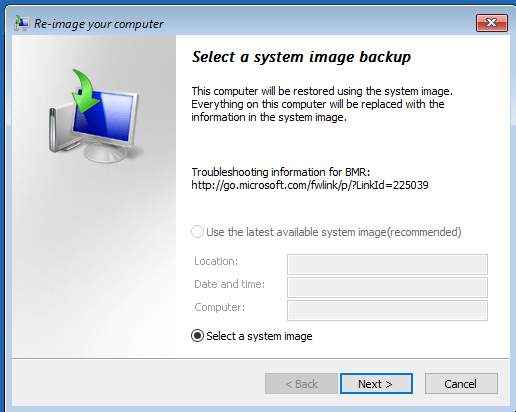 Re-image your computer
Select a system image backup
This computer will be restored using the system image.
Everything on this computer will be replaced with the
information in the system image.
Troubleshooting information for BMR:
http://go.microsoft.com/fwlink/p/?LinkId=225039
Use the latest available system image(recommended)
Location:
Date and time:
Computer:
Select a system image
< Back Next > Cancel